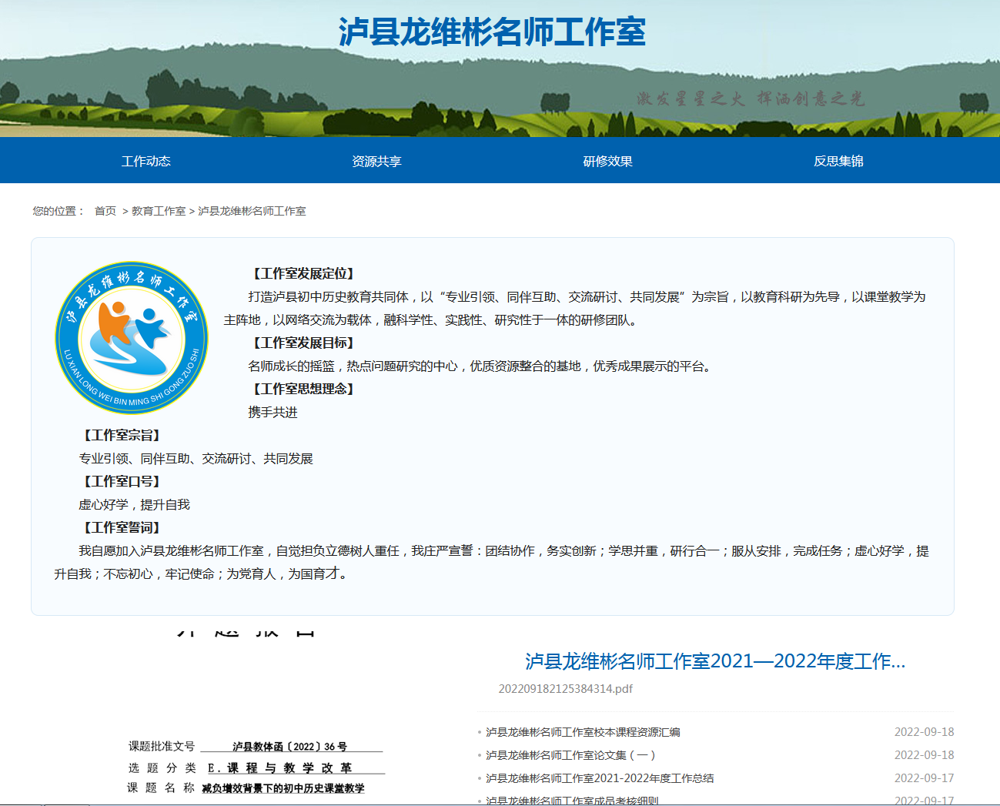 泸县龙维彬名师工作室
激发星星之火 挥洒创意之光
工作动态 资源共享 研修效果 反思集锦
您的位置： 首页 > 教育工作室 > 泸县龙维彬名师工作室
泸县龙维彬名师工作室
LU XIAN LONG WEI BIN MING SHI GONG ZUO SHI
【工作室发展定位】
打造泸县初中历史教育共同体，以“专业引领、同伴互助、交流研讨、共同发展”为宗旨，以教育科研为先导，以课堂教学为
主阵地，以网络交流为载体，融科学性、实践性、研究性于一体的研修团队。
【工作室发展目标】
名师成长的摇篮，热点问题研究的中心，优质资源整合的基地，优秀成果展示的平台。
【工作室思想理念】
携手共进
【工作室宗旨】
专业引领、同伴互助、交流研讨、共同发展
【工作室口号】
虚心好学，提升自我
【工作室誓词】
我自愿加入泸县龙维彬名师工作室，自觉担负立德树人重任，我庄严宣誓：团结协作，务实创新；学思并重，研行合一；服从安排，完成任务；虚心好学，提
升自我；不忘初心，牢记使命；为党育人，为国育才。
开 题 报 告
课题批准文号 泸县教体函〔2022〕36号
选 题 分 类 E.课 程 与 教 学 改 革
课 题 名 称 减负增效背景下的初中历史课堂教学
泸县龙维彬名师工作室2021—2022年度工作...
202209182125384314.pdf
泸县龙维彬名师工作室校本课程资源汇编 2022-09-18
泸县龙维彬名师工作室论文集（一） 2022-09-18
泸县龙维彬名师工作室2021-2022年度工作总结 2022-09-17
泸县龙维彬名师工作室成员考核细则 2022-09-17